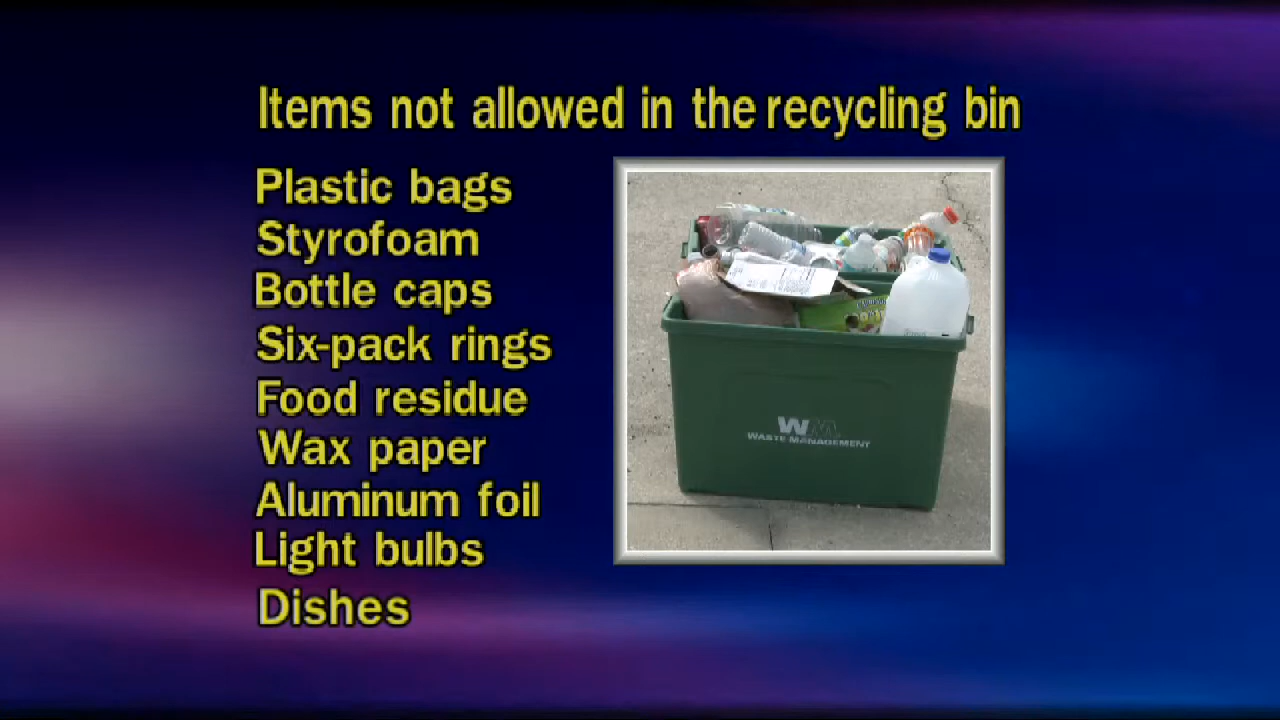 Items not allowed in the recycling bin
Plastic bags
Styrofoam
Bottle caps
Six-pack rings
Food residue
Wax paper
Aluminum foil
Light bulbs
Dishes
WM
WASTE MANAGEMENT